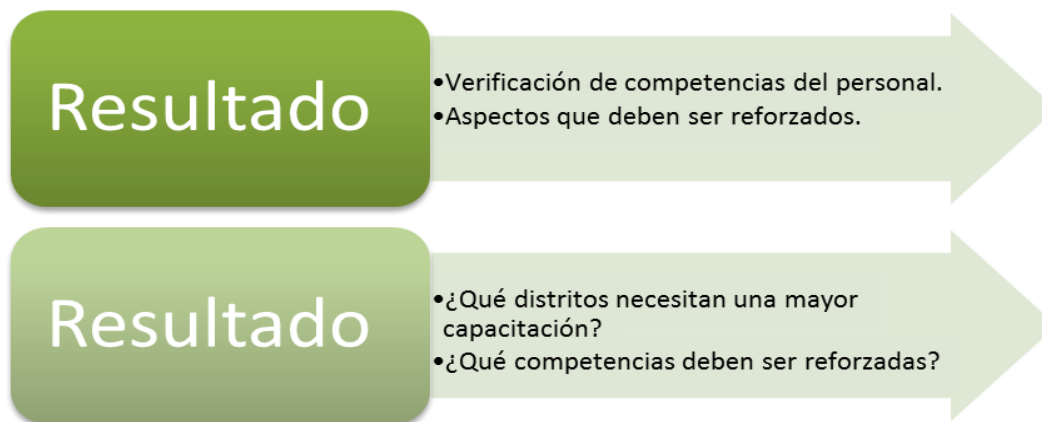 Resultado
•Verificación de competencias del personal.
•Aspectos que deben ser reforzados.
Resultado
•¿Qué distritos necesitan una mayor
capacitación?
•¿Qué competencias deben ser reforzadas?